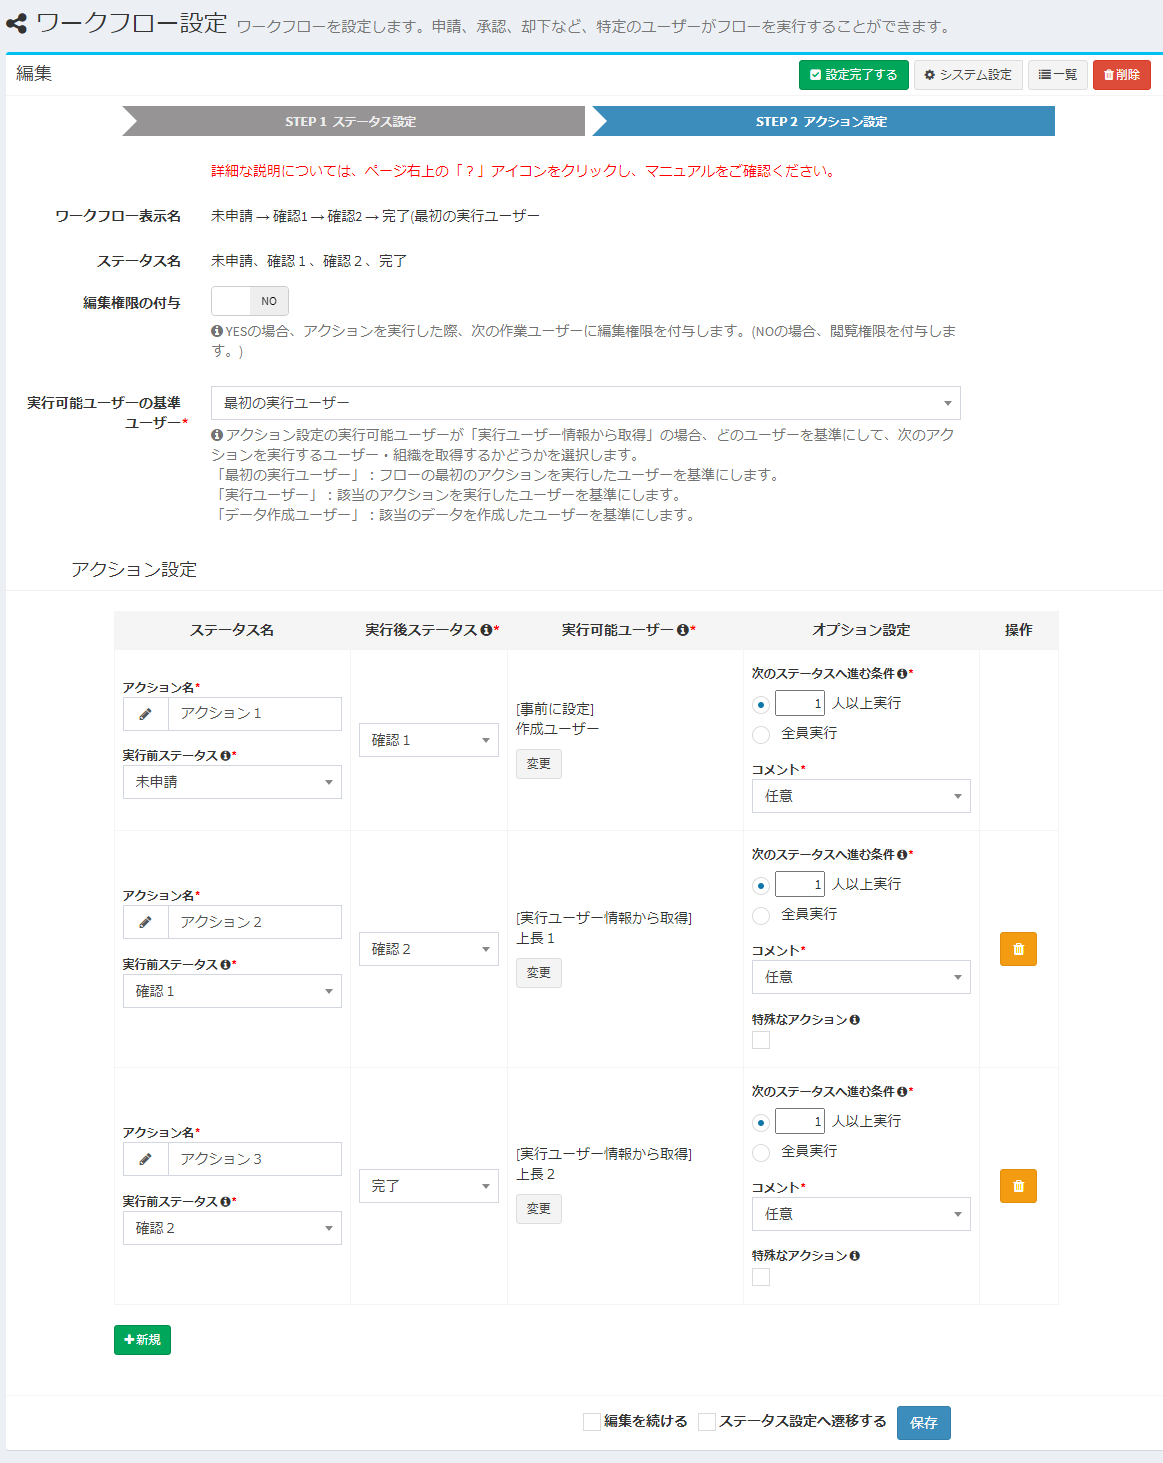 ワークフロー設定 ワークフローを設定します。申請、承認、却下など、特定のユーザーがフローを実行することができます。
編集
設定完了する
システム設定
一覧
削除
STEP 1 ステータス設定
STEP 2 アクション設定
詳細な説明については、ページ右上の「？」アイコンをクリックし、マニュアルをご確認ください。
ワークフロー表示名
未申請→確認1→確認2→完了(最初の実行ユーザー
ステータス名
未申請、確認１、確認２、完了
編集権限の付与
NO
YESの場合、アクションを実行した際、次の作業ユーザーに編集権限を付与します。(NOの場合、閲覧権限を付与しま
す。)
実行可能ユーザーの基準
ユーザー*
最初の実行ユーザー
アクション設定の実行可能ユーザーが「実行ユーザー情報から取得」の場合、どのユーザーを基準にして、次のアク
ションを実行するユーザー・組織を取得するかどうかを選択します。
「最初の実行ユーザー」：フローの最初のアクションを実行したユーザーを基準にします。
「実行ユーザー」：該当のアクションを実行したユーザーを基準にします。
「データ作成ユーザー」：該当のデータを作成したユーザーを基準にします。
アクション設定
ステータス名
実行後ステータス*
実行可能ユーザー*
オプション設定
操作
アクション名*
アクション１
実行前ステータス*
未申請
確認１
[事前に設定]
作成ユーザー
変更
次のステータスへ進む条件*
1 人以上実行
全員実行
コメント*
任意
アクション名*
アクション２
実行前ステータス*
確認１
確認２
[実行ユーザー情報から取得]
上長１
変更
次のステータスへ進む条件*
1 人以上実行
全員実行
コメント*
任意
特殊なアクション
アクション名*
アクション３
実行前ステータス*
確認２
完了
[実行ユーザー情報から取得]
上長２
変更
次のステータスへ進む条件*
1 人以上実行
全員実行
コメント*
任意
特殊なアクション
+新規
編集を続ける
ステータス設定へ遷移する
保存